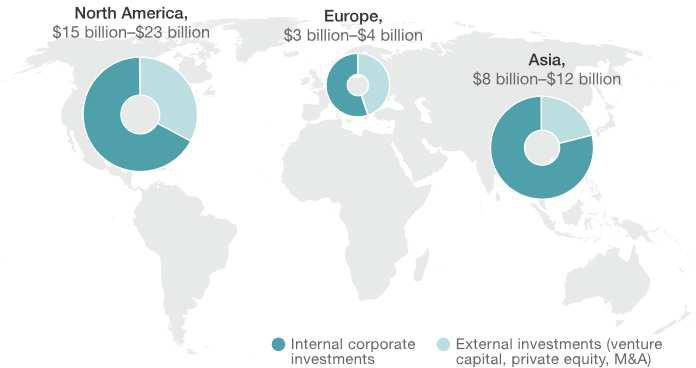 North America,
$15 billion–$23 billion
Europe,
$3 billion–$4 billion
Asia,
$8 billion–$12 billion
Internal corporate
investments
External investments (venture
capital, private equity, M&A)